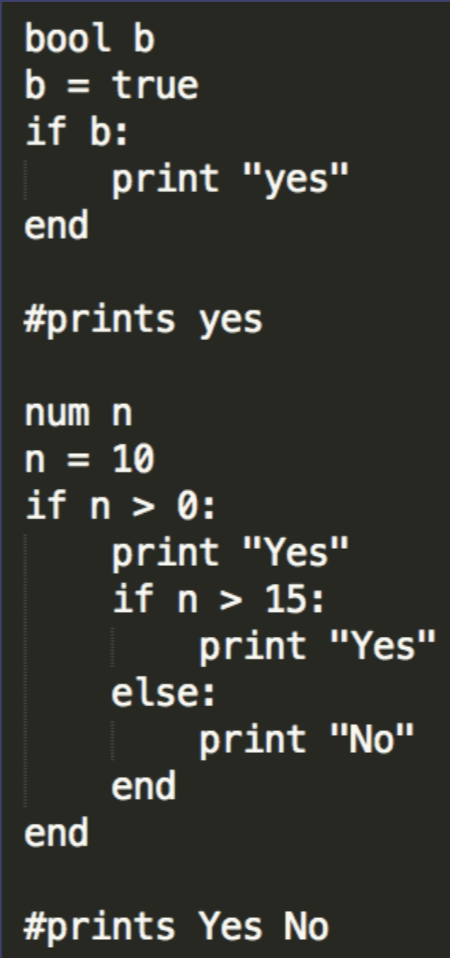 bool b
b = true
if b:
    print "yes"
end

#prints yes

num n
n = 10
if n > 0:
    print "Yes"
    if n > 15:
        print "Yes"
    else:
        print "No"
    end
end

#prints Yes No